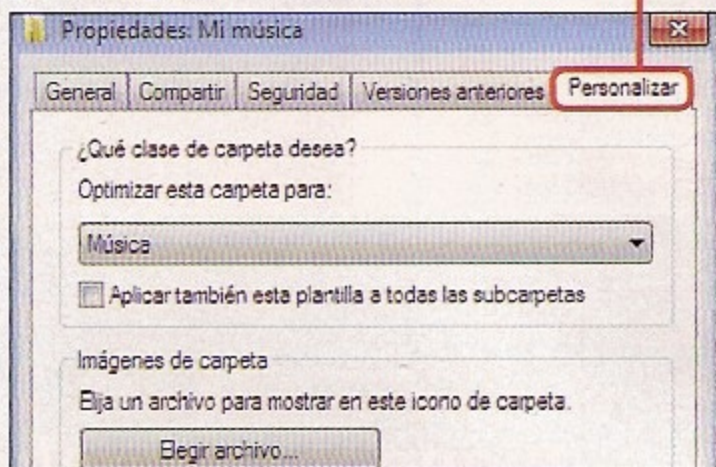 Propiedades: Mi música
General Compartir Seguridad Versiones anteriores Personalizar
¿Qué clase de carpeta desea?
Optimizar esta carpeta para:
Música
Aplicar también esta plantilla a todas las subcarpetas
Imágenes de carpeta
Elija un archivo para mostrar en este icono de carpeta.
Elegir archivo...